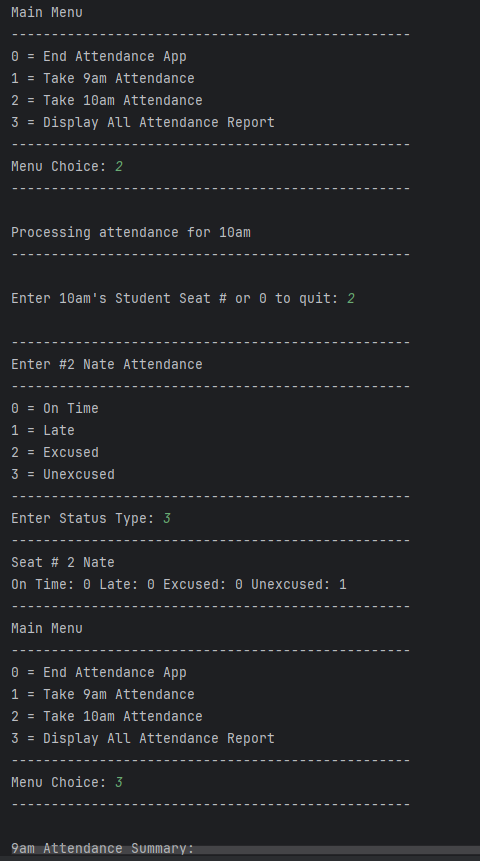 Main Menu
--------------------------------------------------
0 = End Attendance App
1 = Take 9am Attendance
2 = Take 10am Attendance
3 = Display All Attendance Report
--------------------------------------------------
Menu Choice: 2
--------------------------------------------------
Processing attendance for 10am
--------------------------------------------------
Enter 10am's Student Seat # or 0 to quit: 2
--------------------------------------------------
Enter #2 Nate Attendance
--------------------------------------------------
0 = On Time
1 = Late
2 = Excused
3 = Unexcused
--------------------------------------------------
Enter Status Type: 3
--------------------------------------------------
Seat # 2 Nate
On Time: 0 Late: 0 Excused: 0 Unexcused: 1
--------------------------------------------------
Main Menu
--------------------------------------------------
0 = End Attendance App
1 = Take 9am Attendance
2 = Take 10am Attendance
3 = Display All Attendance Report
--------------------------------------------------
Menu Choice: 3
--------------------------------------------------
9am Attendance Summary: